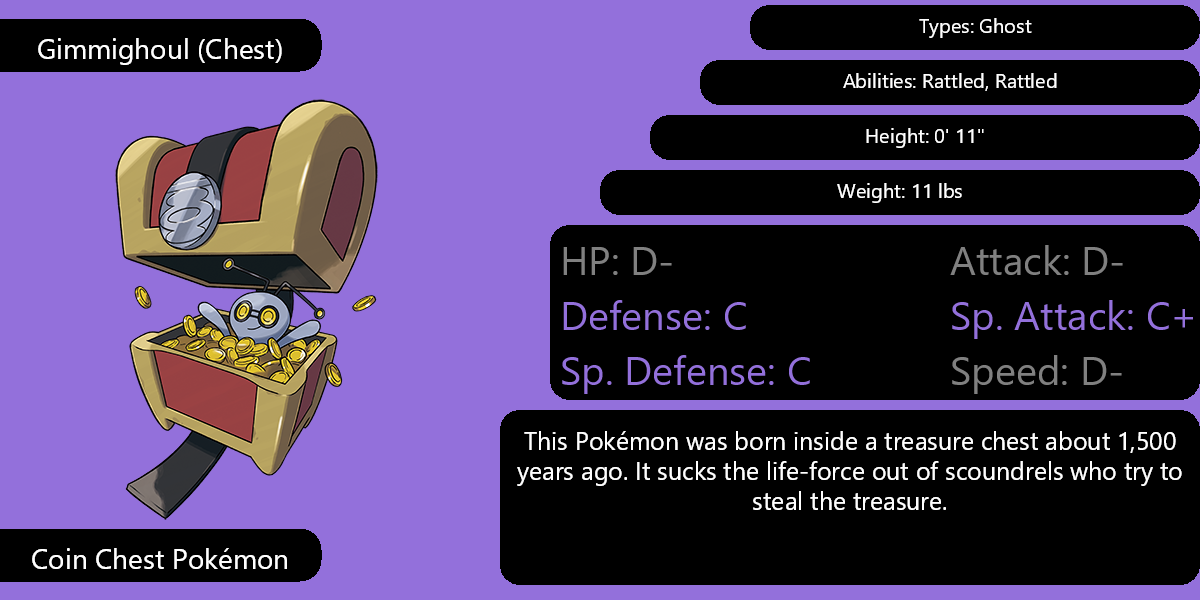 Gimmighoul (Chest)
Types: Ghost
Abilities: Rattled, Rattled
Height: 0' 11"
Weight: 11 lbs
HP: D-
Attack: D-
Defense: C
Sp. Attack: C+
Sp. Defense: C
Speed: D-
This Pokémon was born inside a treasure chest about 1,500
years ago. It sucks the life-force out of scoundrels who try to
steal the treasure.
Coin Chest Pokémon